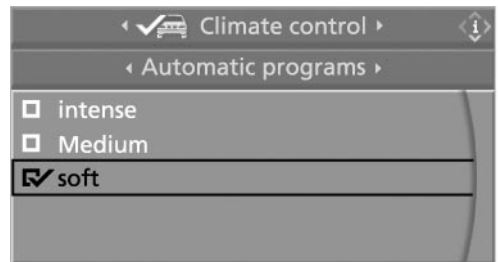 Climate control
Automatic programs
intense
Medium
soft